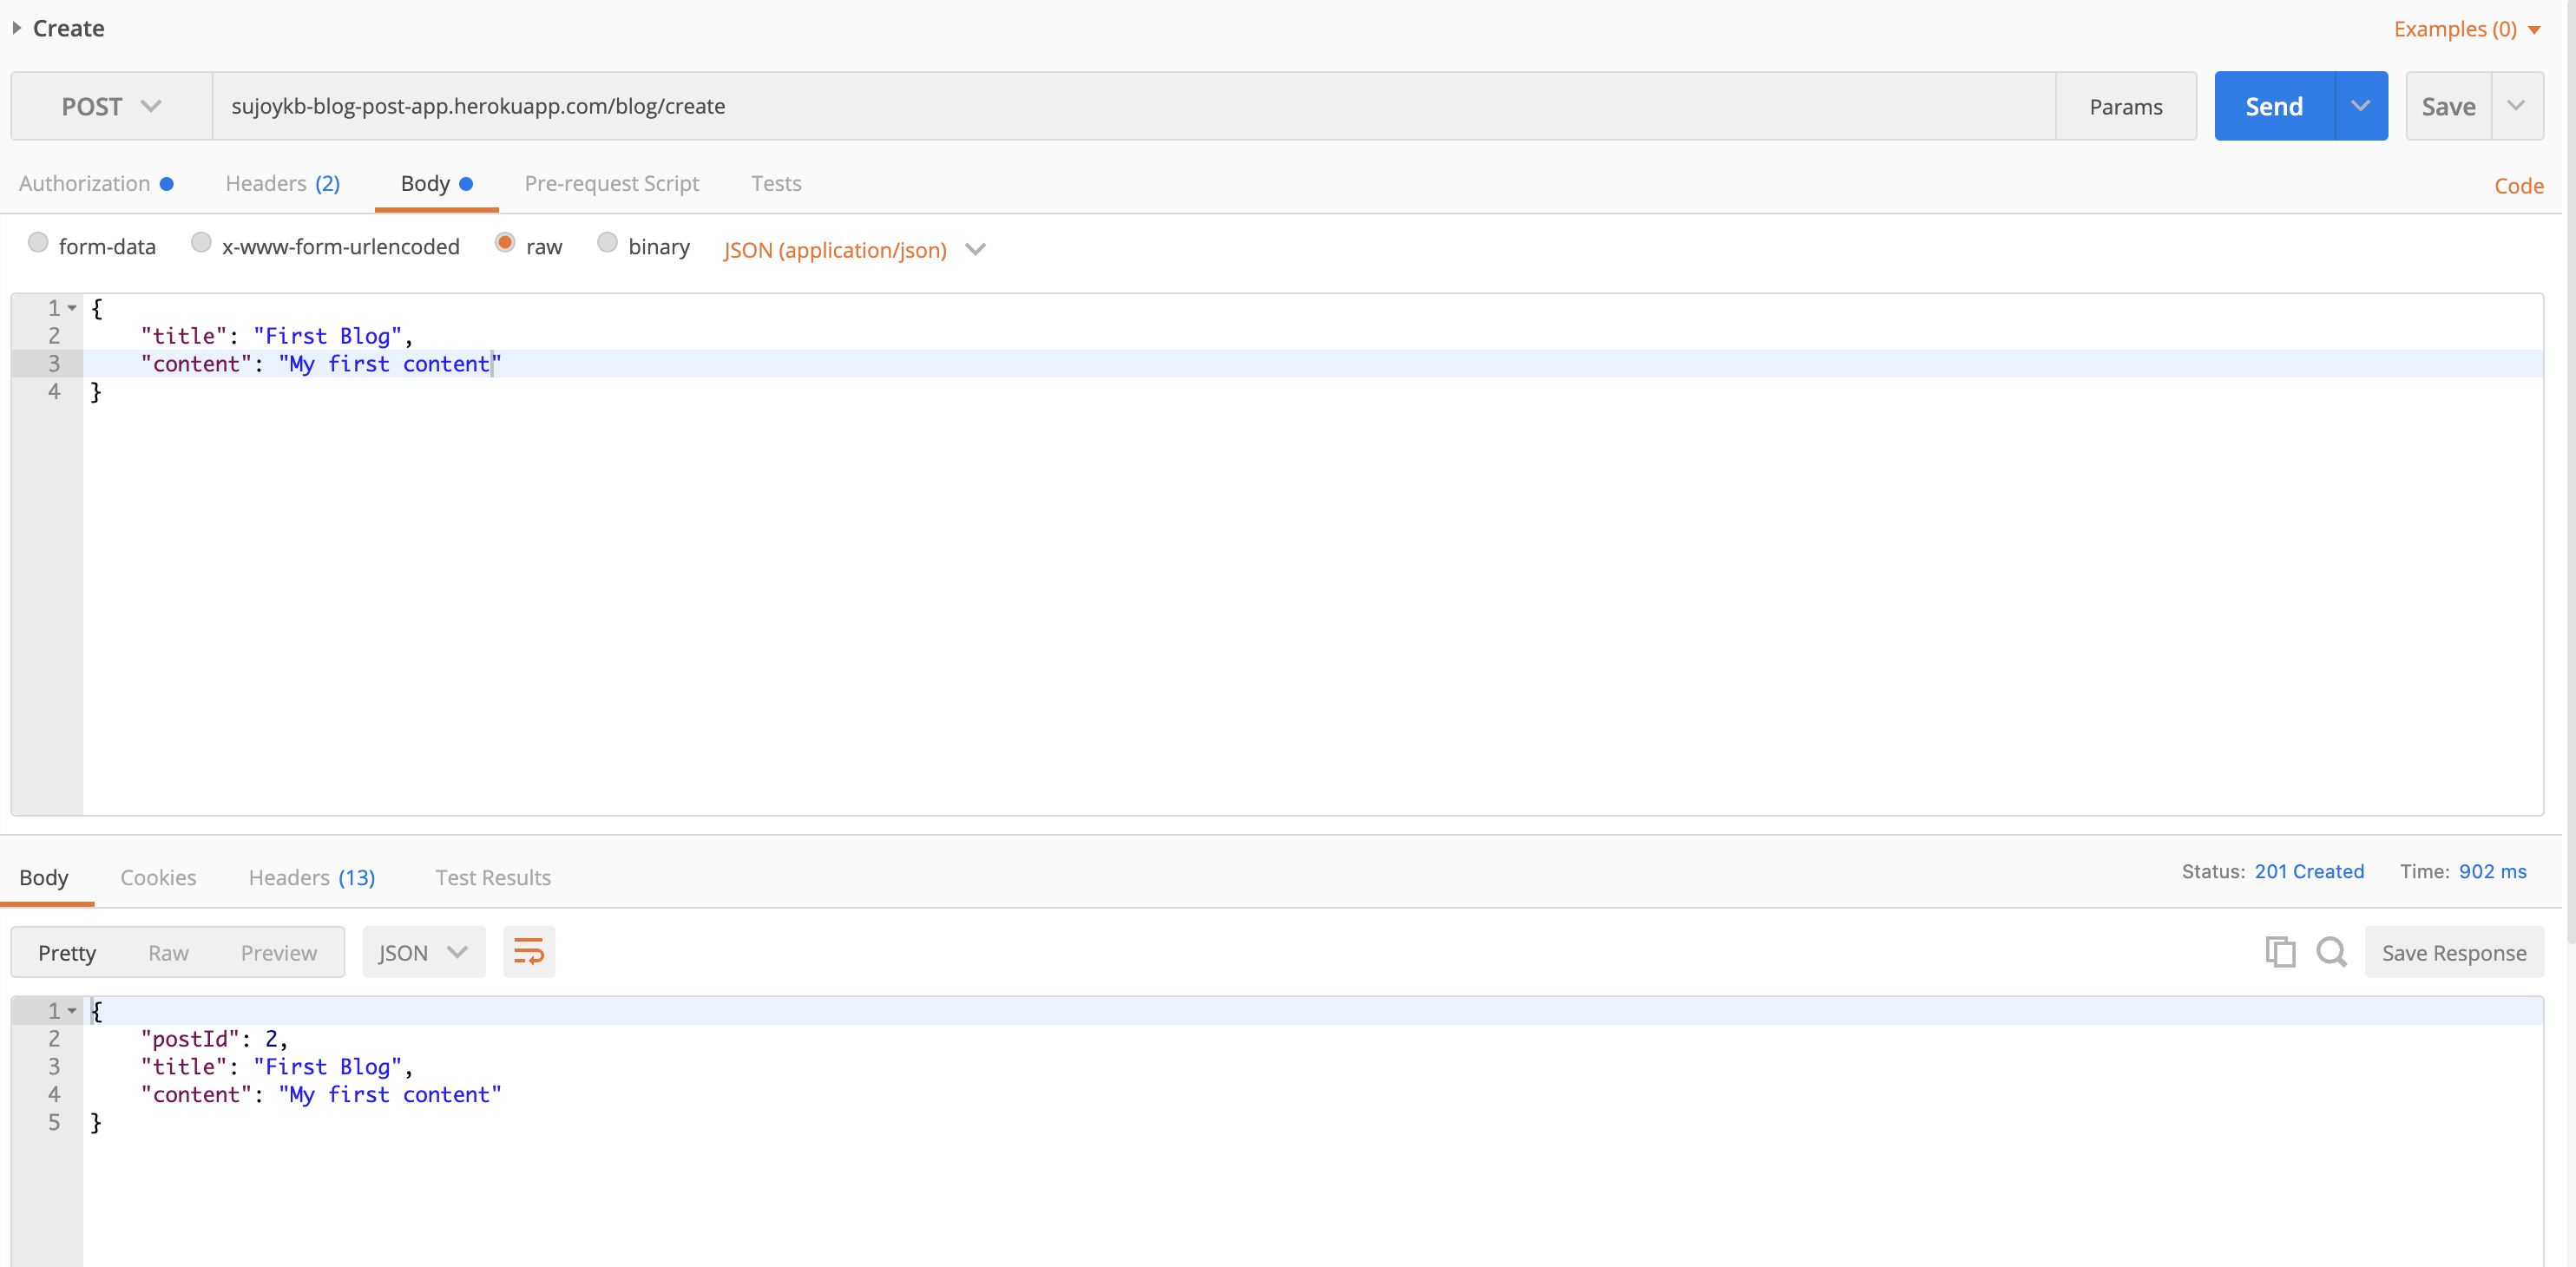 Create Examples (0)
POST sujoykb-blog-post-app.herokuapp.com/blog/create Params Send Save
Authorization Headers (2) Body Pre-request Script Tests Code
form-data x-www-form-urlencoded raw binary JSON (application/json)
1 {
2 "title": "First Blog",
3 "content": "My first content"
4 }
Body Cookies Headers (13) Test Results Status: 201 Created Time: 902 ms
Pretty Raw Preview JSON Save Response
1 {
2 "postId": 2,
3 "title": "First Blog",
4 "content": "My first content"
5 }